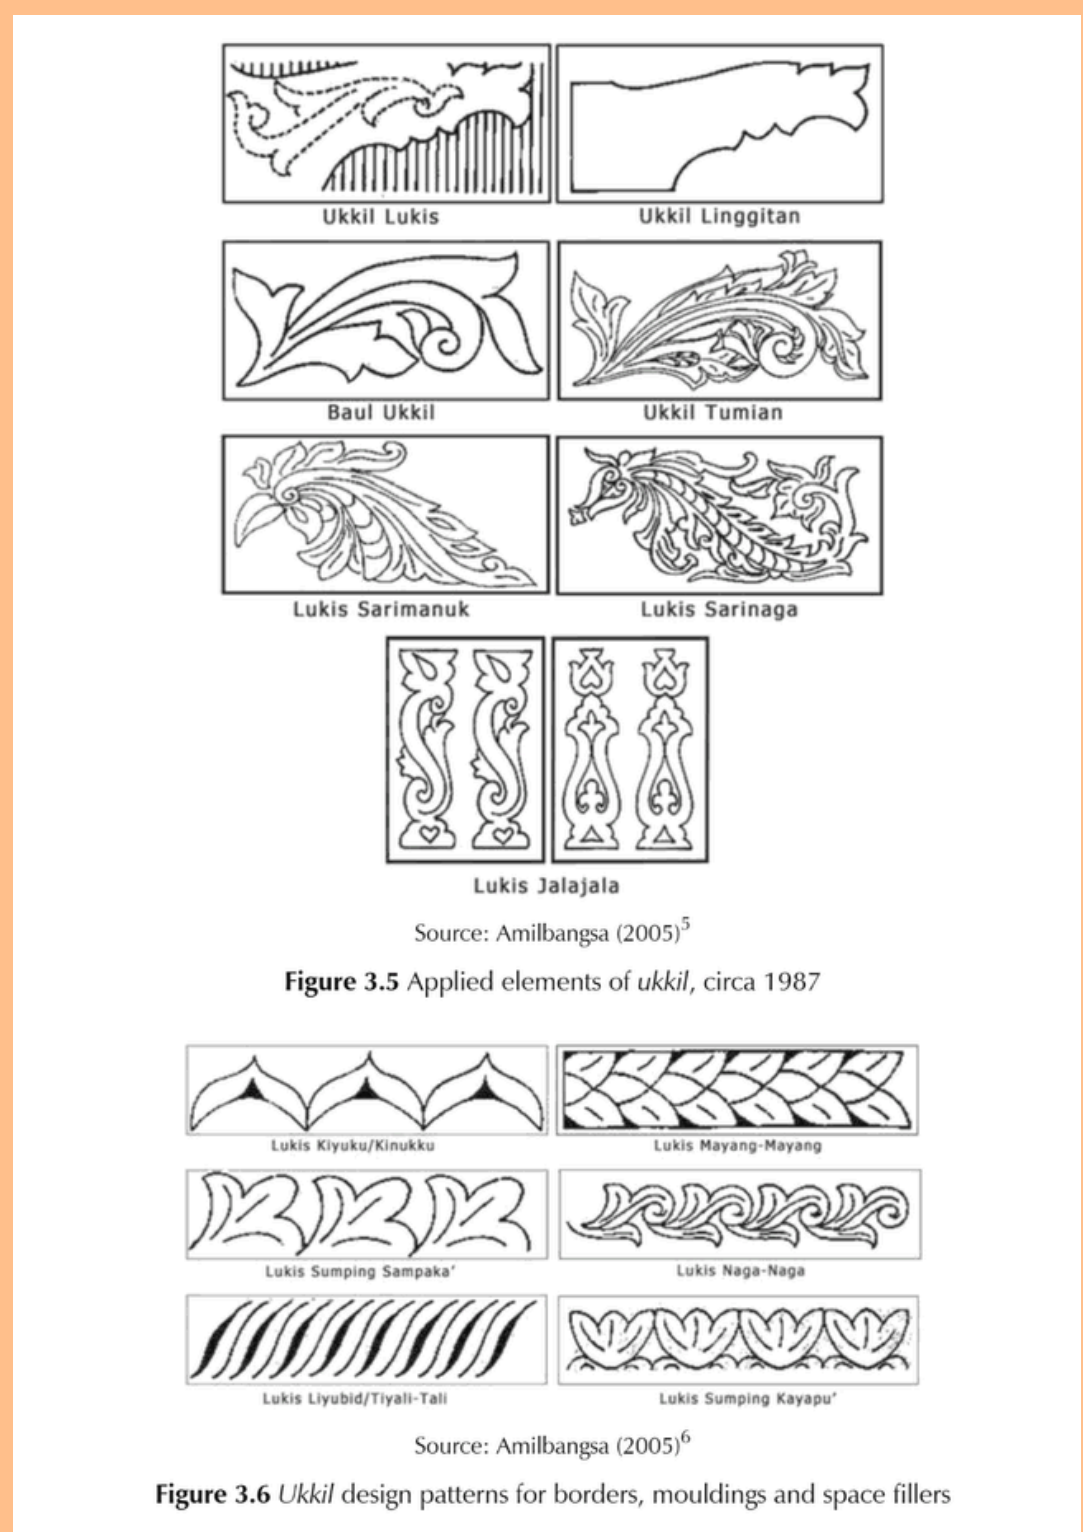 Ukkil Lukis
Ukkil Linggitan
Baul Ukkil
Ukkil Tumian
Lukis Sarimanuk
Lukis Sarinaga
Lukis Jalajala
Source: Amilbangsa (2005)5
Figure 3.5 Applied elements of ukkil, circa 1987
Lukis Kiyuku/Kinukku
Lukis Mayang-Mayang
Lukis Sumping Sampaka’
Lukis Naga-Naga
Lukis Liyubid/Tiyali-Tali
Lukis Sumping Kayapu’
Source: Amilbangsa (2005)6
Figure 3.6 Ukkil design patterns for borders, mouldings and space fillers